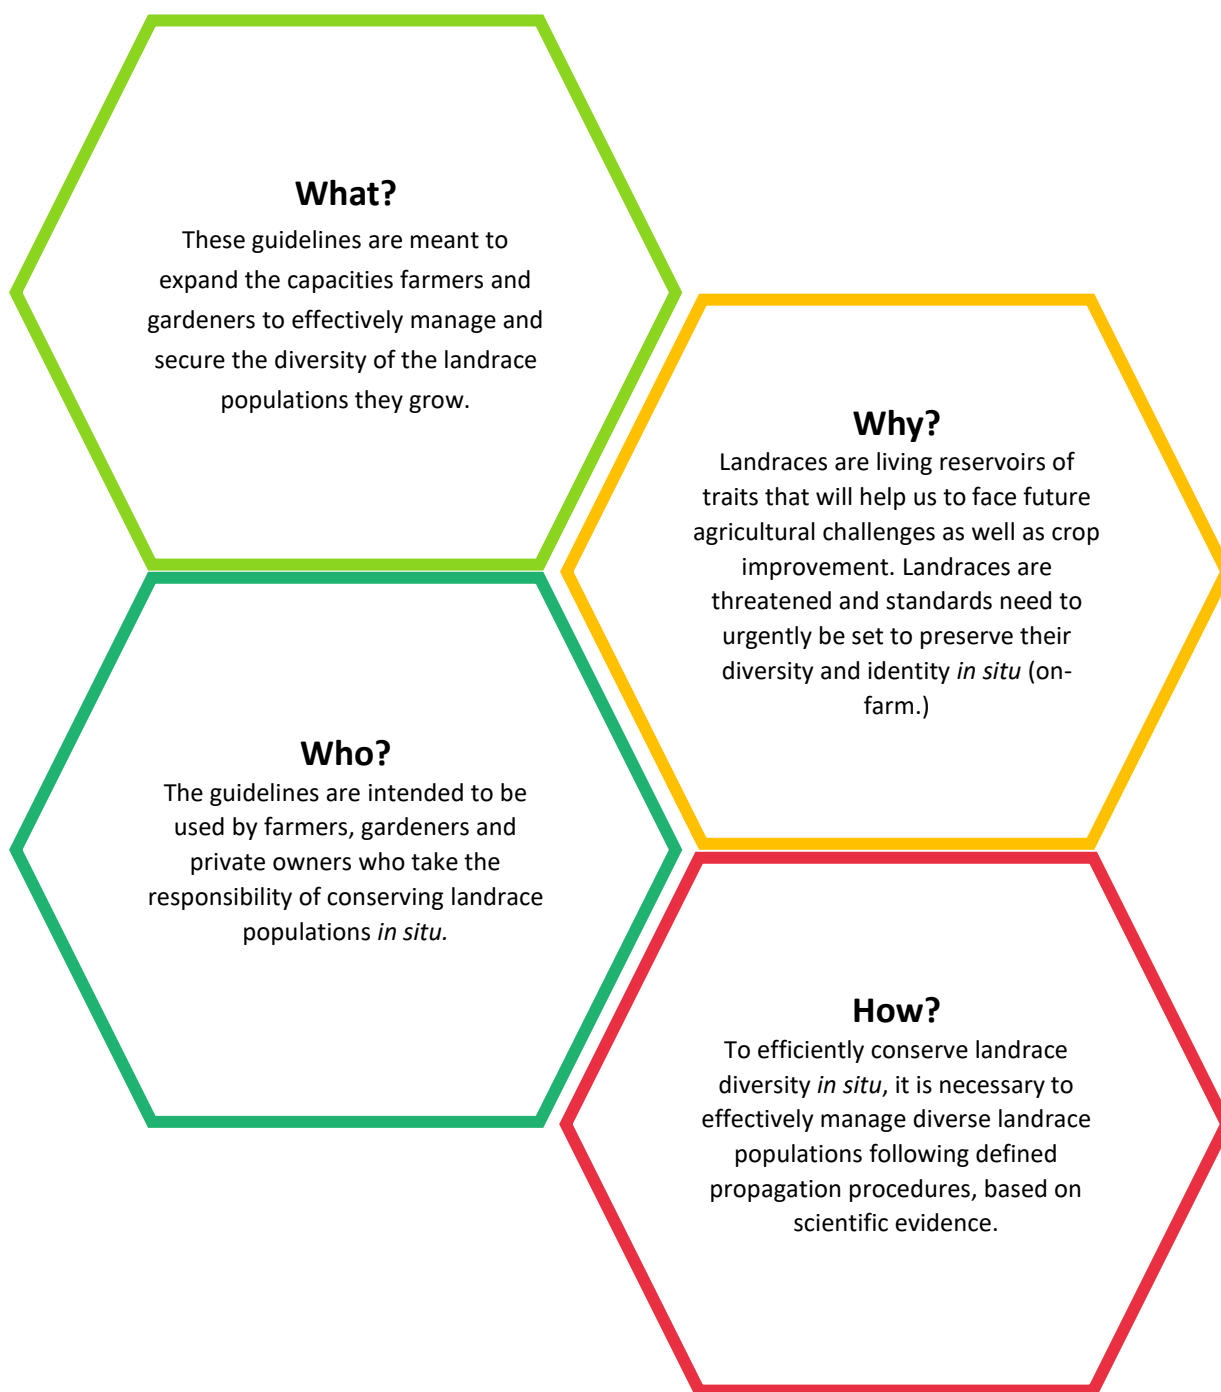 What?
These guidelines are meant to
expand the capacities farmers and
gardeners to effectively manage and
secure the diversity of the landrace
populations they grow.
Why?
Landraces are living reservoirs of
traits that will help us to face future
agricultural challenges as well as crop
improvement. Landraces are
threatened and standards need to
urgently be set to preserve their
diversity and identity in situ (on-
farm.)
Who?
The guidelines are intended to be
used by farmers, gardeners and
private owners who take the
responsibility of conserving landrace
populations in situ.
How?
To efficiently conserve landrace
diversity in situ, it is necessary to
effectively manage diverse landrace
populations following defined
propagation procedures, based on
scientific evidence.